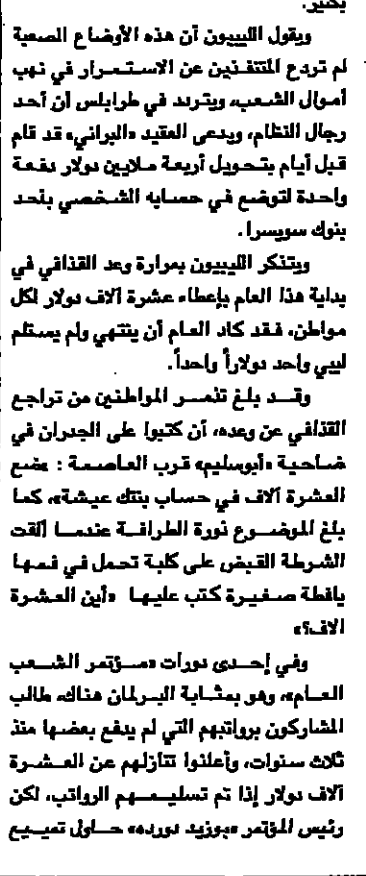 بكثير.
ويقول الليبيون أن هذه الأوضاع الصعبة
لم تردع المتنفذين عن الاستمرار في نهب
أموال الشعب، ويتردد في طرابلس أن أحد
رجال النظام، ويدعى العقيد «البراني» قد قام
قبل أيام بتحويل أربعة ملايين دولار دفعة
واحدة لتوضع في حسابه الشخصي بأحد
بنوك سويسرا.
ويتذكر الليبيون بمرارة وعد القذافي في
بداية هذا العام بإعطاء عشرة آلاف دولار لكل
مواطن، فقد كاد العام أن ينتهي ولم يستلم
ليبي واحد دولاراً واحداً.
وقد بلغ تذمر المواطنين من تراجع
القذافي عن وعده، أن كتبوا على الجدران في
ضاحية «أبوسليم» قرب العاصمة : «ضع
العشرة آلاف في حساب بنتك عيشة»، كما
بلغ الموضوع ذروة الطرافة عندما ألقت
الشرطة القبض على كلبة تحمل في فمها
يافطة صغيرة كتب عليها «أين العشرة
الاف؟»
وفي إحدى دورات «مؤتمر الشعب
العام»، وهو بمثابة البرلمان هناك، طالب
المشاركون برواتبهم التي لم يدفع بعضها منذ
ثلاث سنوات، وأعلنوا تنازلهم عن العشرة
آلاف دولار إذا تم تسليمهم الرواتب، لكن
رئيس المؤتمر «بوزيد دورده» حاول تمييع